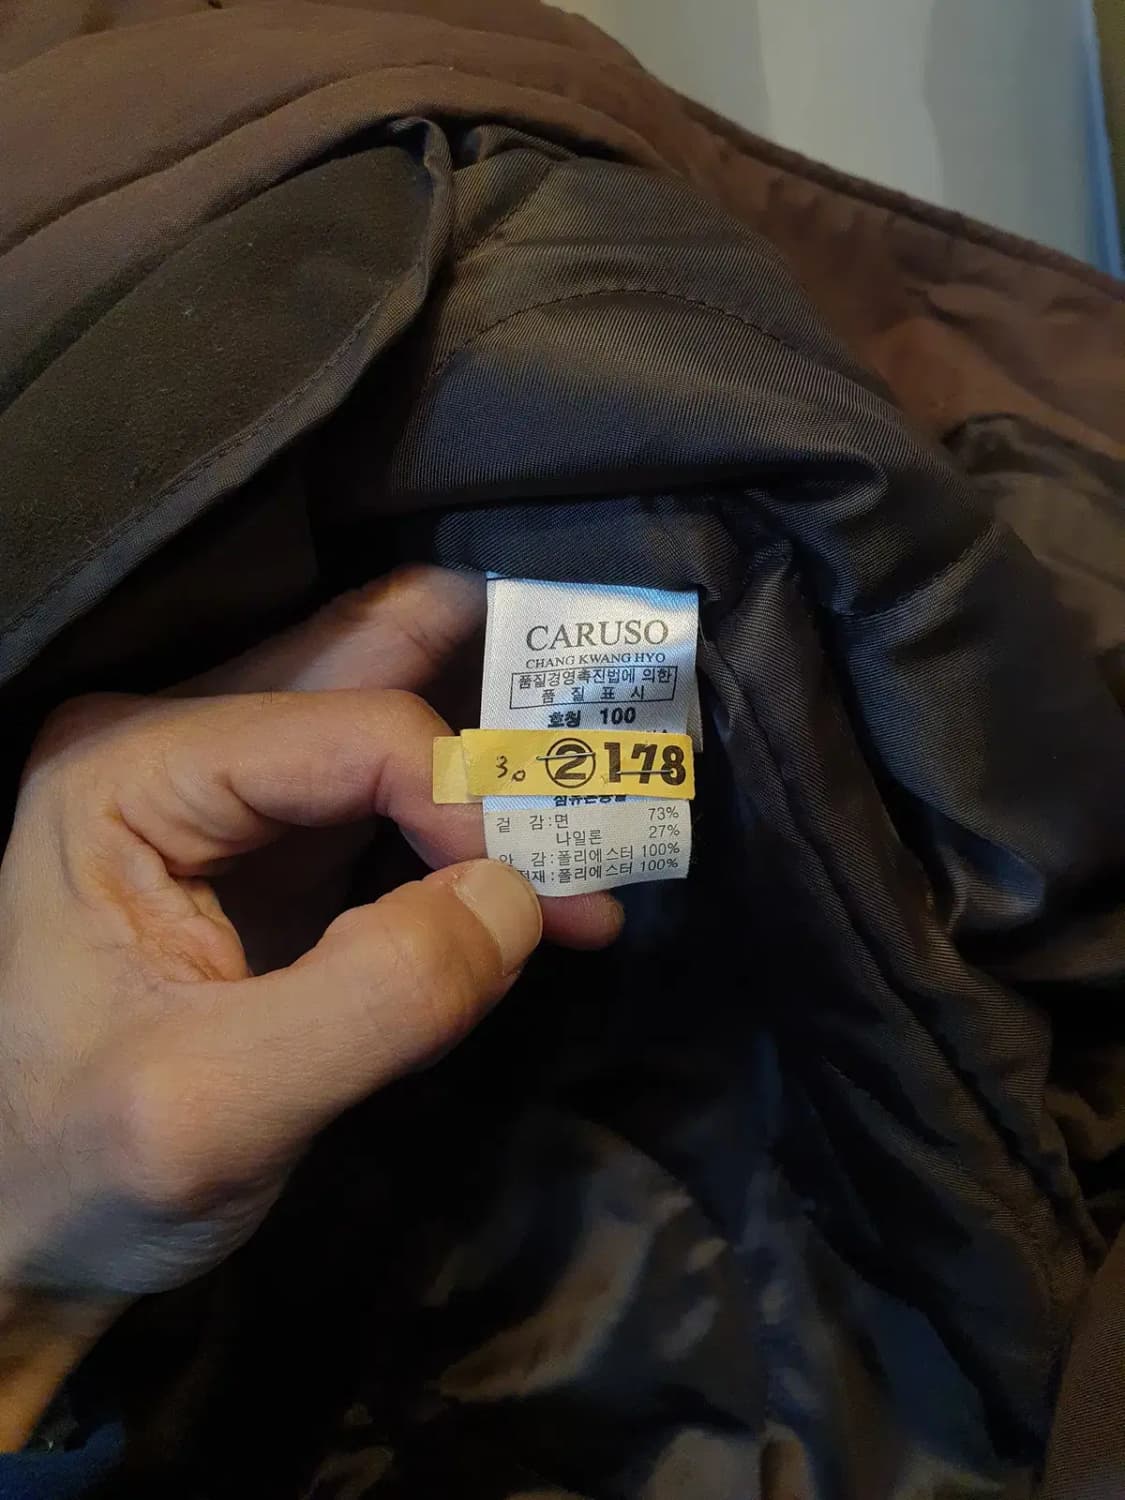 CARUSO
CHANG KWANG HYO
품질경영촉진법에 의한
품 질 표 시
호칭 100
3. ② 178
겉 감:면 73%
나일론 27%
안 감:폴리에스터 100%
:폴리에스터 100%